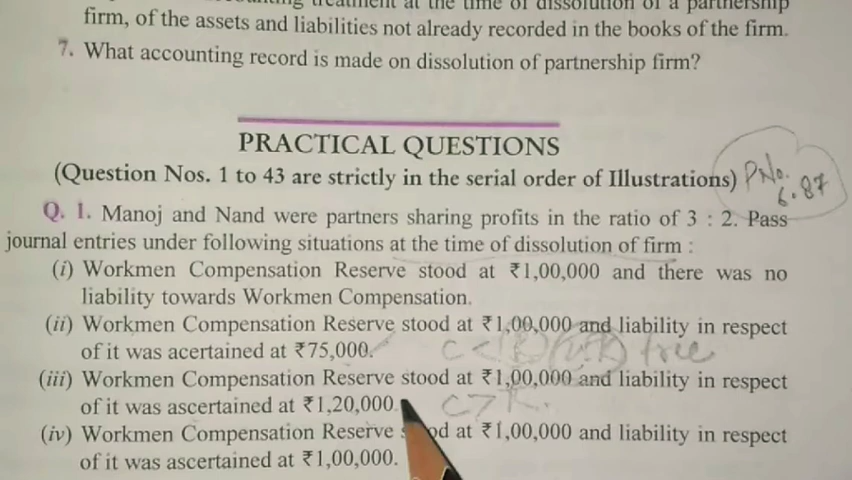 firm, of the assets and liabilities not already recorded in the books of the firm.
7. What accounting record is made on dissolution of partnership firm?
PRACTICAL QUESTIONS
(Question Nos. 1 to 43 are strictly in the serial order of Illustrations)
P.No.
6.87
Q. 1. Manoj and Nand were partners sharing profits in the ratio of 3 : 2. Pass
journal entries under following situations at the time of dissolution of firm :
(i) Workmen Compensation Reserve stood at ₹1,00,000 and there was no
liability towards Workmen Compensation.
(ii) Workmen Compensation Reserve stood at ₹1,00,000 and liability in respect
of it was acertained at ₹75,000. C < R free
(iii) Workmen Compensation Reserve stood at ₹1,00,000 and liability in respect
of it was ascertained at ₹1,20,000. C > R.
(iv) Workmen Compensation Reserve at ₹1,00,000 and liability in respect
of it was ascertained at ₹1,00,000.